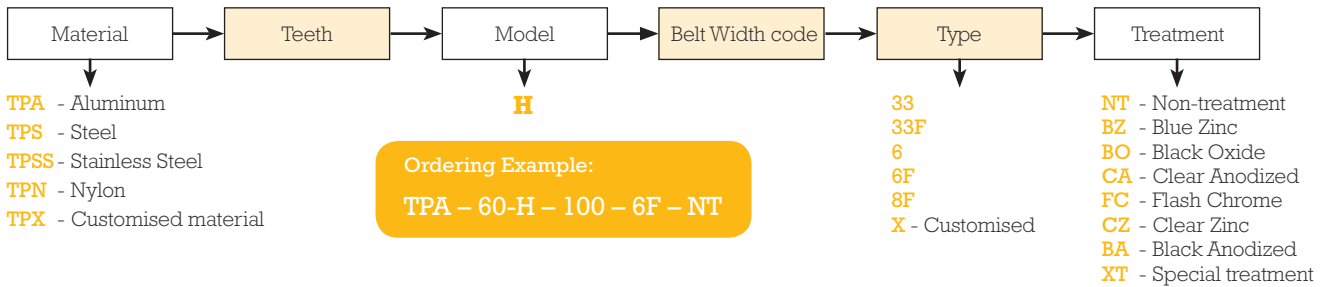 Material Teeth Model Belt Width code Type Treatment
TPA - Aluminum
TPS - Steel
TPSS - Stainless Steel
TPN - Nylon
TPX - Customised material
H
Ordering Example:
TPA – 60-H – 100 – 6F – NT
33
33F
6
6F
8F
X - Customised
NT - Non-treatment
BZ - Blue Zinc
BO - Black Oxide
CA - Clear Anodized
FC - Flash Chrome
CZ - Clear Zinc
BA - Black Anodized
XT - Special treatment